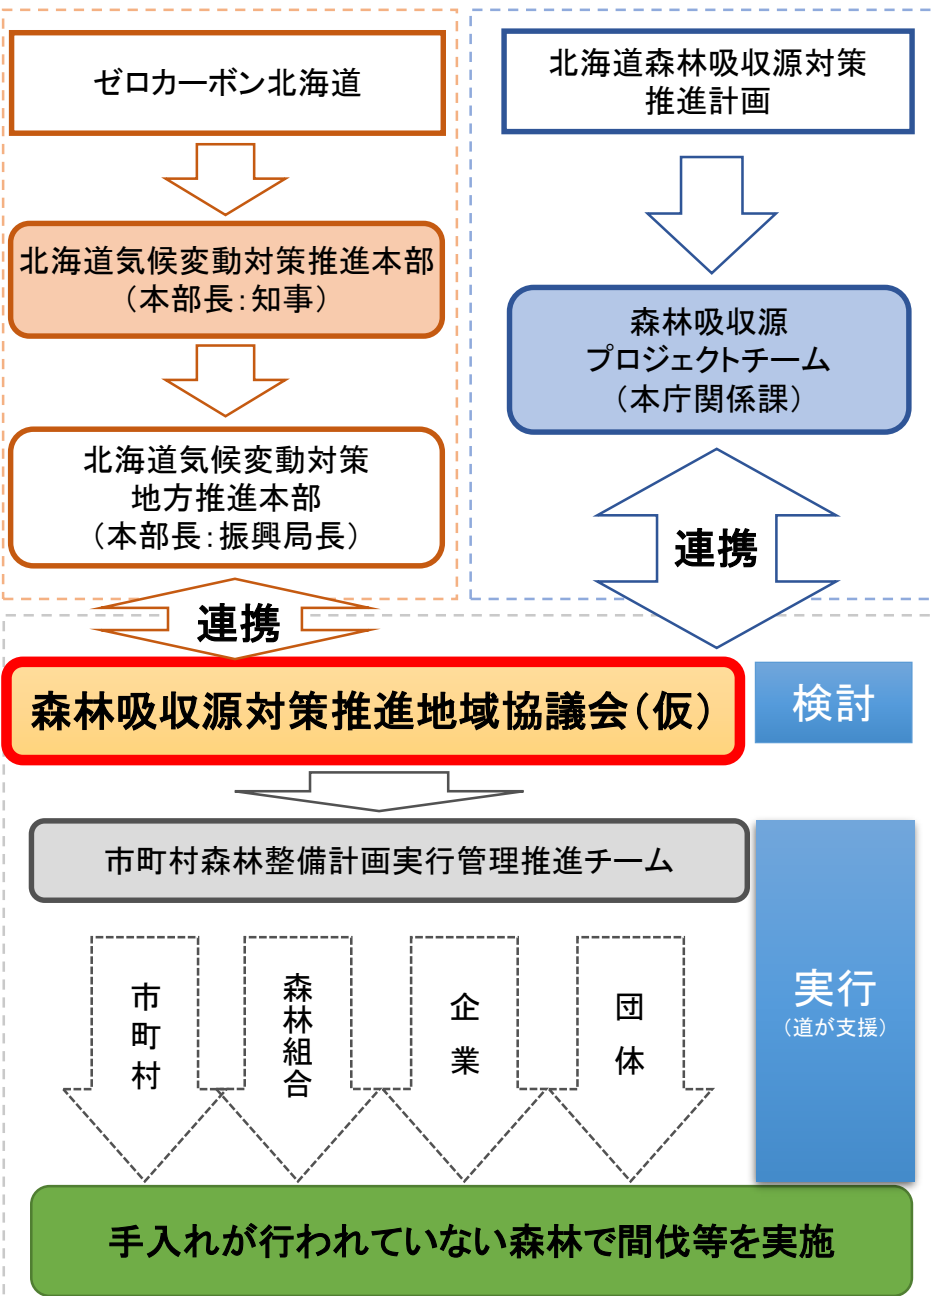 ゼロカーボン北海道
北海道気候変動対策推進本部
（本部長：知事）
北海道気候変動対策
地方推進本部
（本部長：振興局長）
連携
北海道森林吸収源対策
推進計画
森林吸収源
プロジェクトチーム
（本庁関係課）
連携
森林吸収源対策推進地域協議会（仮）
検討
市町村森林整備計画実行管理推進チーム
市町村
森林組合
企業
団体
実行
（道が支援）
手入れが行われていない森林で間伐等を実施